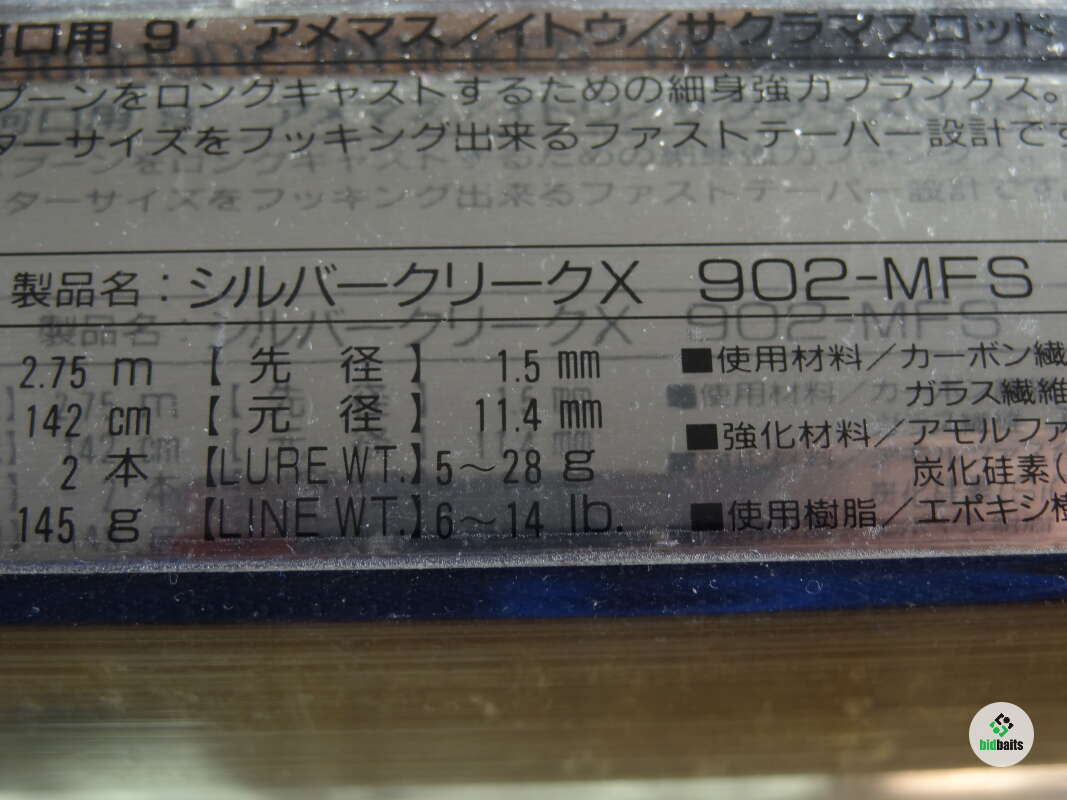 河口用 9' アメマス/イトウ/サクラマスロッド
プーンをロングキャストするための細身強力ブランクス。
ターサイズをフッキング出来るファストテーパー設計です
製品名:シルバークリークX 902-MFS
2.75 m 【先 径】 1.5 mm ■使用材料/カーボン繊
142 cm 【元 径】 11.4 mm ガラス繊維
2 本 【LURE WT.】 5〜28 g ■強化材料/アモルファ
炭化硅素(
145 g 【LINE WT.】 6〜14 lb. ■使用樹脂/エポキシ樹
bidbaits